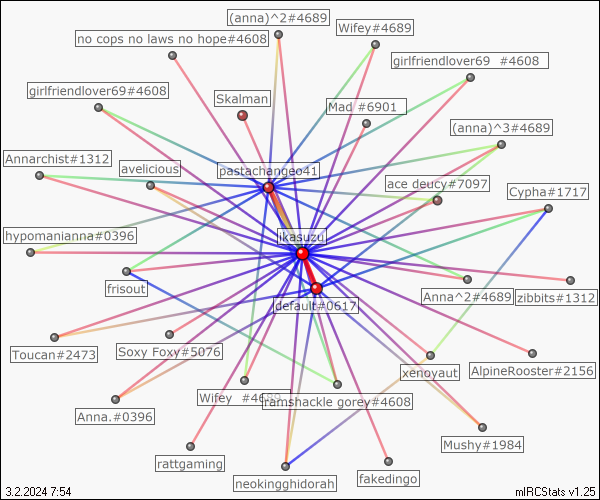 (anna)^2#4689
Wifey#4689
no cops no laws no hope#4608
girlfriendlover69 #4608
girlfriendlover69#4608
Skalman
Mad #6901
(anna)^3#4689
Annarchist#1312
avelicious
pastachangeo41
ace deucy#7097
Cypha#1717
hypomanianna#0396
ikasuzu
frisout
Anna^2#4689
zibbits#1312
default#0617
Toucan#2473
Soxy Foxy#5076
xenoyaut
AlpineRooster#2156
Wifey #4689
ramshackle gorey#4608
Anna.#0396
Mushy#1984
rattgaming
fakedingo
neokingghidorah
3.2.2024 7:54
mIRCStats v1.25